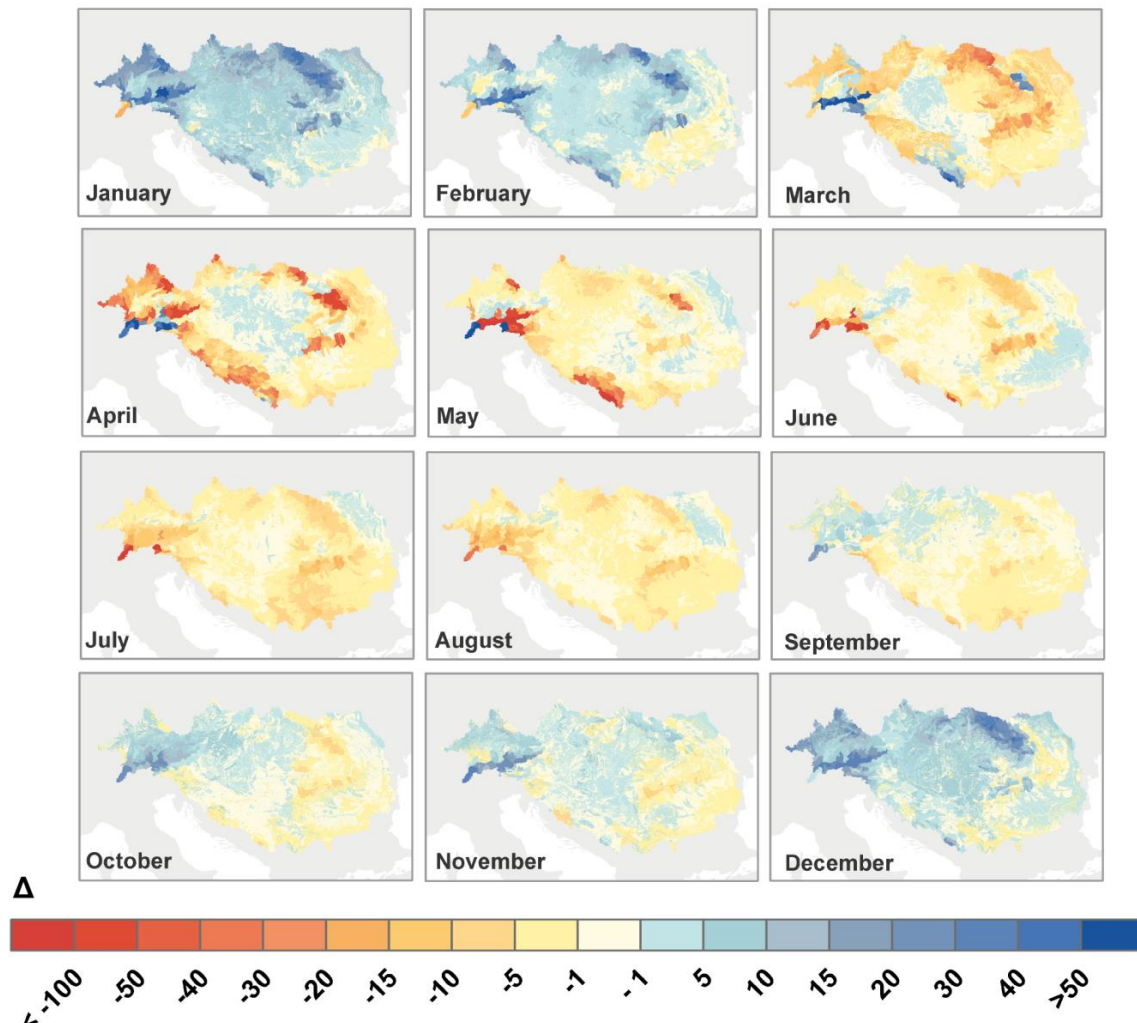 January
February
March
April
May
June
July
August
September
October
November
December
Δ
< -100 -50 -40 -30 -20 -15 -10 -5 -1 - 1 5 10 15 20 30 40 >50